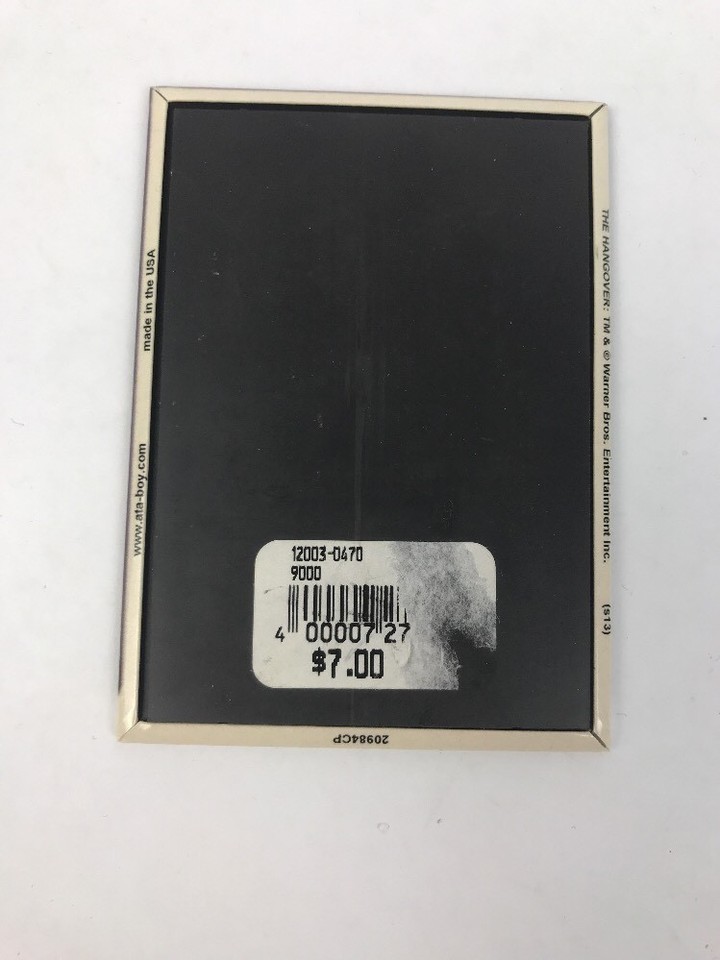 made in the USA
www.ata-boy.com
THE HANGOVER: TM & © Warner Bros. Entertainment Inc. (s13)
12003-0470
9000
4 00007 27
$7.00
20984CP